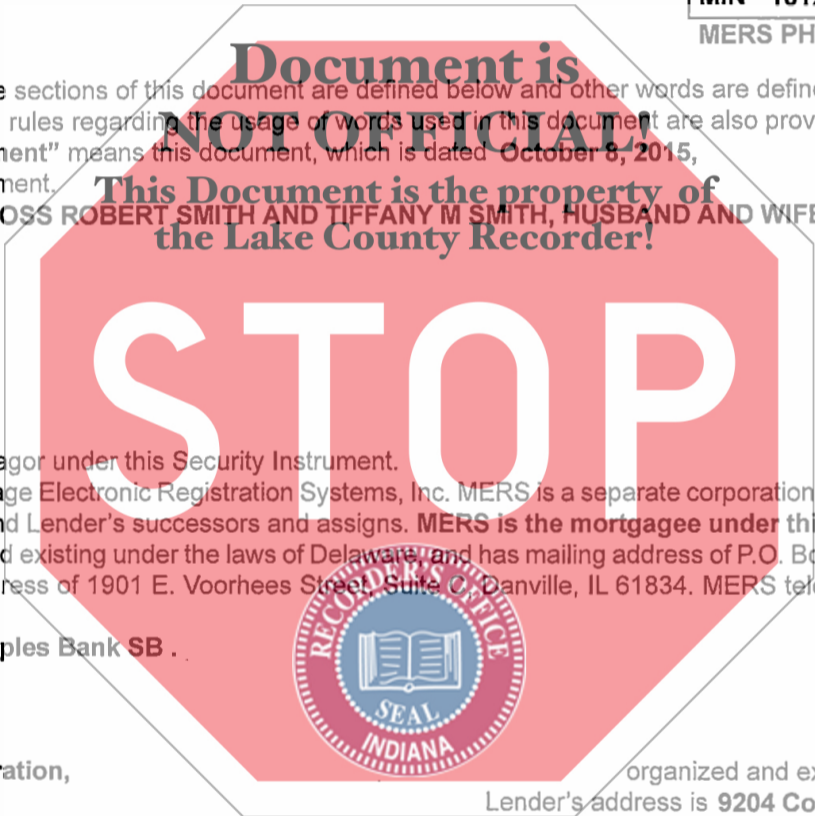 MIN
MERS PH
Document is
e sections of this document are defined below and other words are define
NOT OFFICIAL!
rules regarding the usage of words used in this document are also prov
ment" means this document, which is dated October 8, 2015,
ment.
This Document is the property of
OSS ROBERT SMITH AND TIFFANY M SMITH, HUSBAND AND WIFE
the Lake County Recorder!
STOP
agor under this Security Instrument.
age Electronic Registration Systems, Inc. MERS is a separate corporation
nd Lender's successors and assigns. MERS is the mortgagee under thi
d existing under the laws of Delaware, and has mailing address of P.O. Bo
ress of 1901 E. Voorhees Street, Suite C, Danville, IL 61834. MERS tel
RECORDER'S OFFICE
ples Bank SB .
SEAL
INDIANA
ation,
organized and ex
Lender's address is 9204 Co